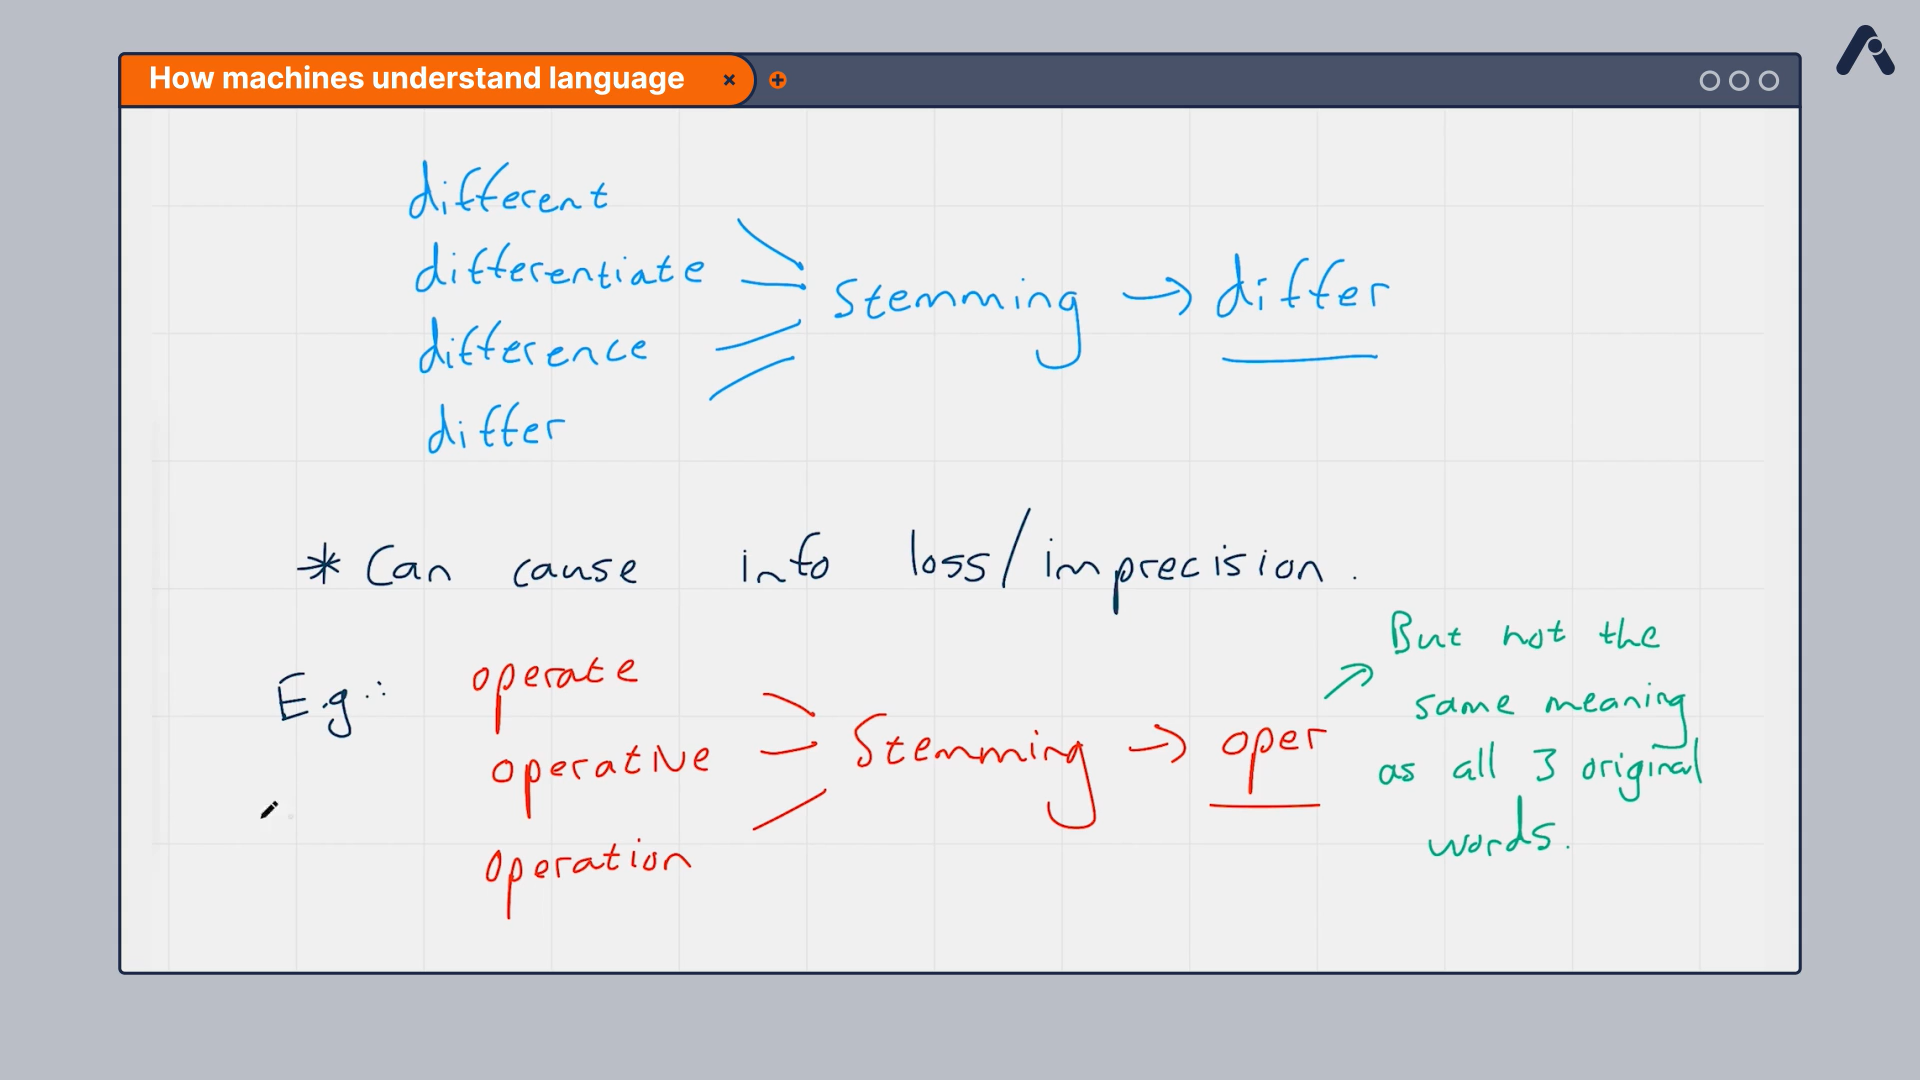 How machines understand language
different
differentiate
difference
differ
Stemming → differ
* Can cause info loss/imprecision.
E.g.:
operate
operative
operation
Stemming → oper
But not the
same meaning
as all 3 original
words.